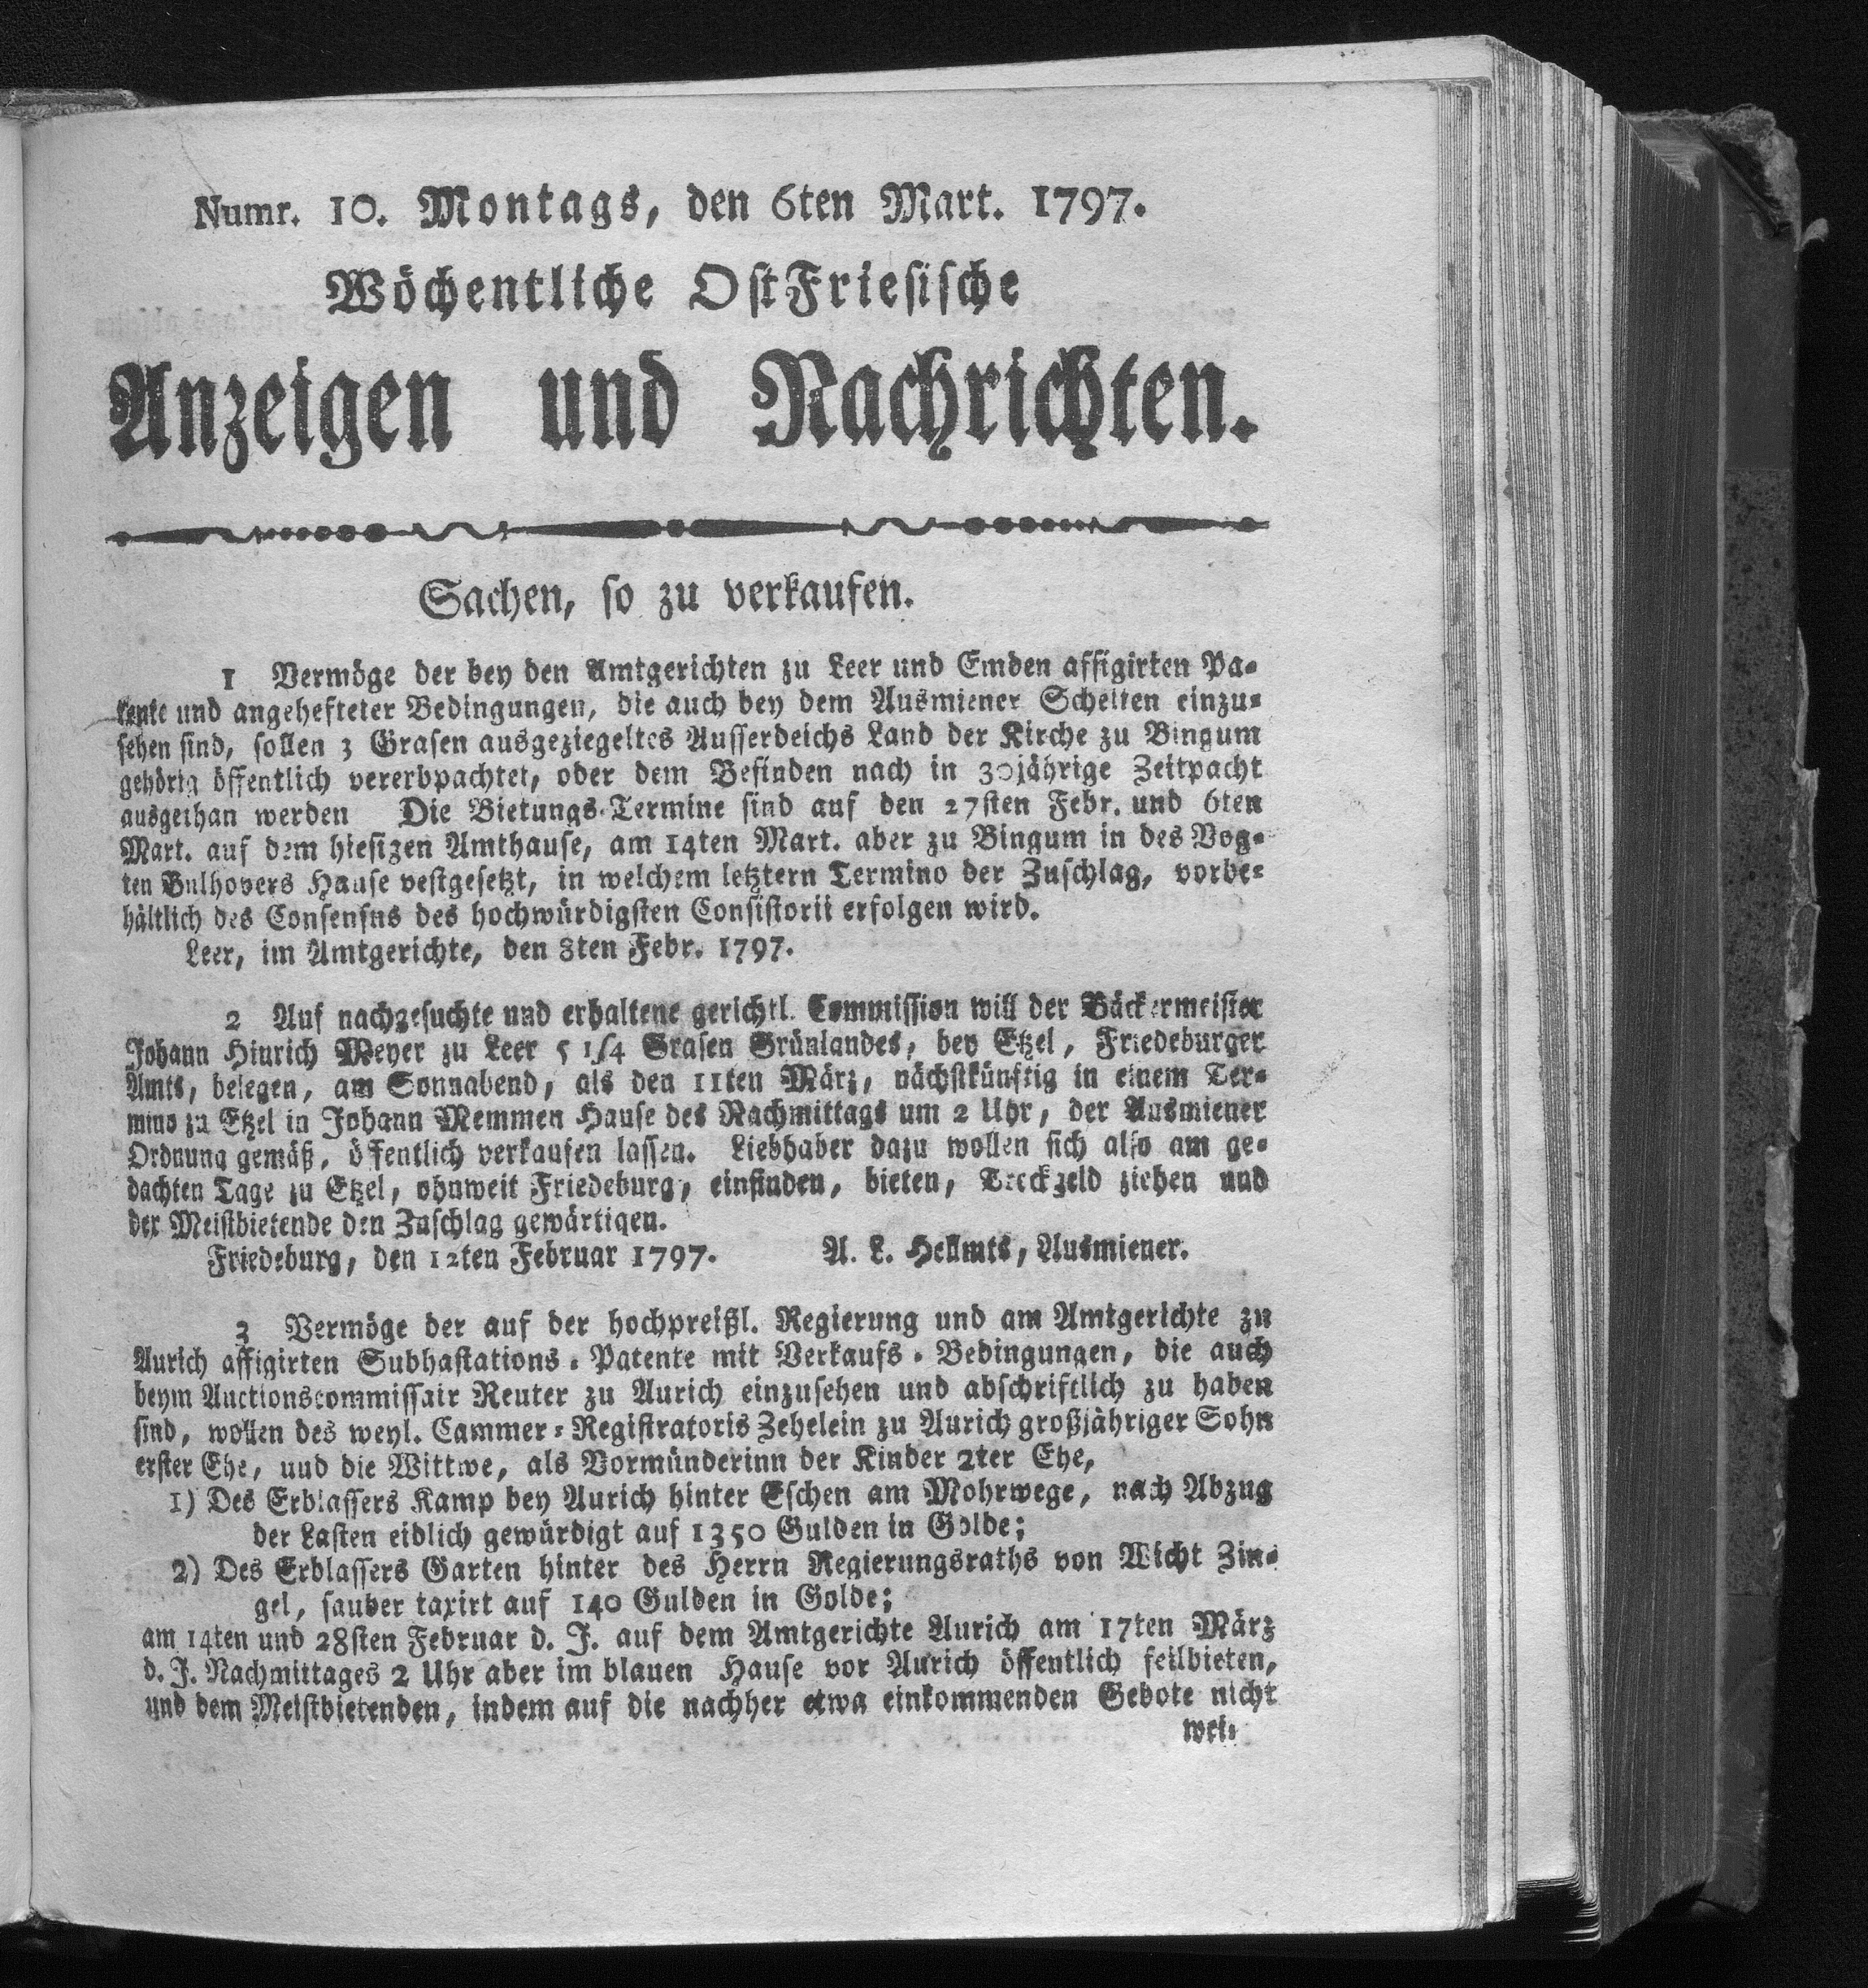 Numr. 10. Montags, den 6ten Mart. 1797.
Wöchentliche OstFriesische
Anzeigen und Nachrichten.
Sachen, so zu verkaufen.
1 Vermöge der bey den Amtgerichten zu Leer und Emden affigirten Pa-
tente und angehefteter Bedingungen, die auch bey dem Ausmiener Schelten einzu-
sehen sind, sollen 3 Grasen ausgeziegeltes Ausserdeichs Land der Kirche zu Bingum
gehörig öffentlich vererbpachtet, oder dem Befinden nach in 30jährige Zeitpacht
ausgethan werden Die Bietungs-Termine sind auf den 27sten Febr. und 6ten
Mart. auf dem hiesizen Amthause, am 14ten Mart. aber zu Bingum in des Vog-
ten Bulhovers Hause vestgesetzt, in welchem letztern Termino der Zuschlag, vorbe-
hältlich des Consensus des hochwürdigsten Consistorii erfolgen wird.
Leer, im Amtgerichte, den 8ten Febr. 1797.
2 Auf nachgesuchte und erhaltene gerichtl. Commission will der Bäckermeister
Johann Hinrich Meyer zu Leer 5 1/4 Grasen Grünlandes, bey Etzel, Friedeburger
Amts, belegen, am Sonnabend, als den 11ten März, nächstkünftig in einem Ter-
mino zu Etzel in Johann Memmen Hause des Nachmittags um 2 Uhr, der Ausmiener
Ordnung gemäß, öffentlich verkaufen lassen. Liebhaber dazu wollen sich also am ge-
dachten Tage zu Etzel, ohnweit Friedeburg, einfinden, bieten, Treckgeld ziehen und
der Meistbietende den Zuschlag gewärtigen.
Friedeburg, den 12ten Februar 1797. A. L. Hellmts, Ausmiener.
3 Vermöge der auf der hochpreißl. Regierung und am Amtgerichte zu
Aurich affigirten Subhastations-Patente mit Verkaufs-Bedingungen, die auch
beym Auctionscommissair Reuter zu Aurich einzusehen und abschriftlich zu haben
sind, wollen des weyl. Cammer-Registratoris Zehelein zu Aurich großjähriger Sohn
erster Ehe, und die Wittwe, als Vormünderinn der Kinder 2ter Ehe,
1) Des Erblassers Kamp bey Aurich hinter Eschen am Mohrwege, nach Abzug
der Lasten eidlich gewürdigt auf 1350 Gulden in Golde;
2) Des Erblassers Garten hinter des Herrn Regierungsraths von Wicht Zin-
gel, sauber taxirt auf 140 Gulden in Golde;
am 14ten und 28sten Februar d. J. auf dem Amtgerichte Aurich am 17ten März
d. J. Nachmittages 2 Uhr aber im blauen Hause vor Aurich öffentlich feilbieten,
und dem Meistbietenden, indem auf die nachher etwa einkommenden Gebote nicht
wei-